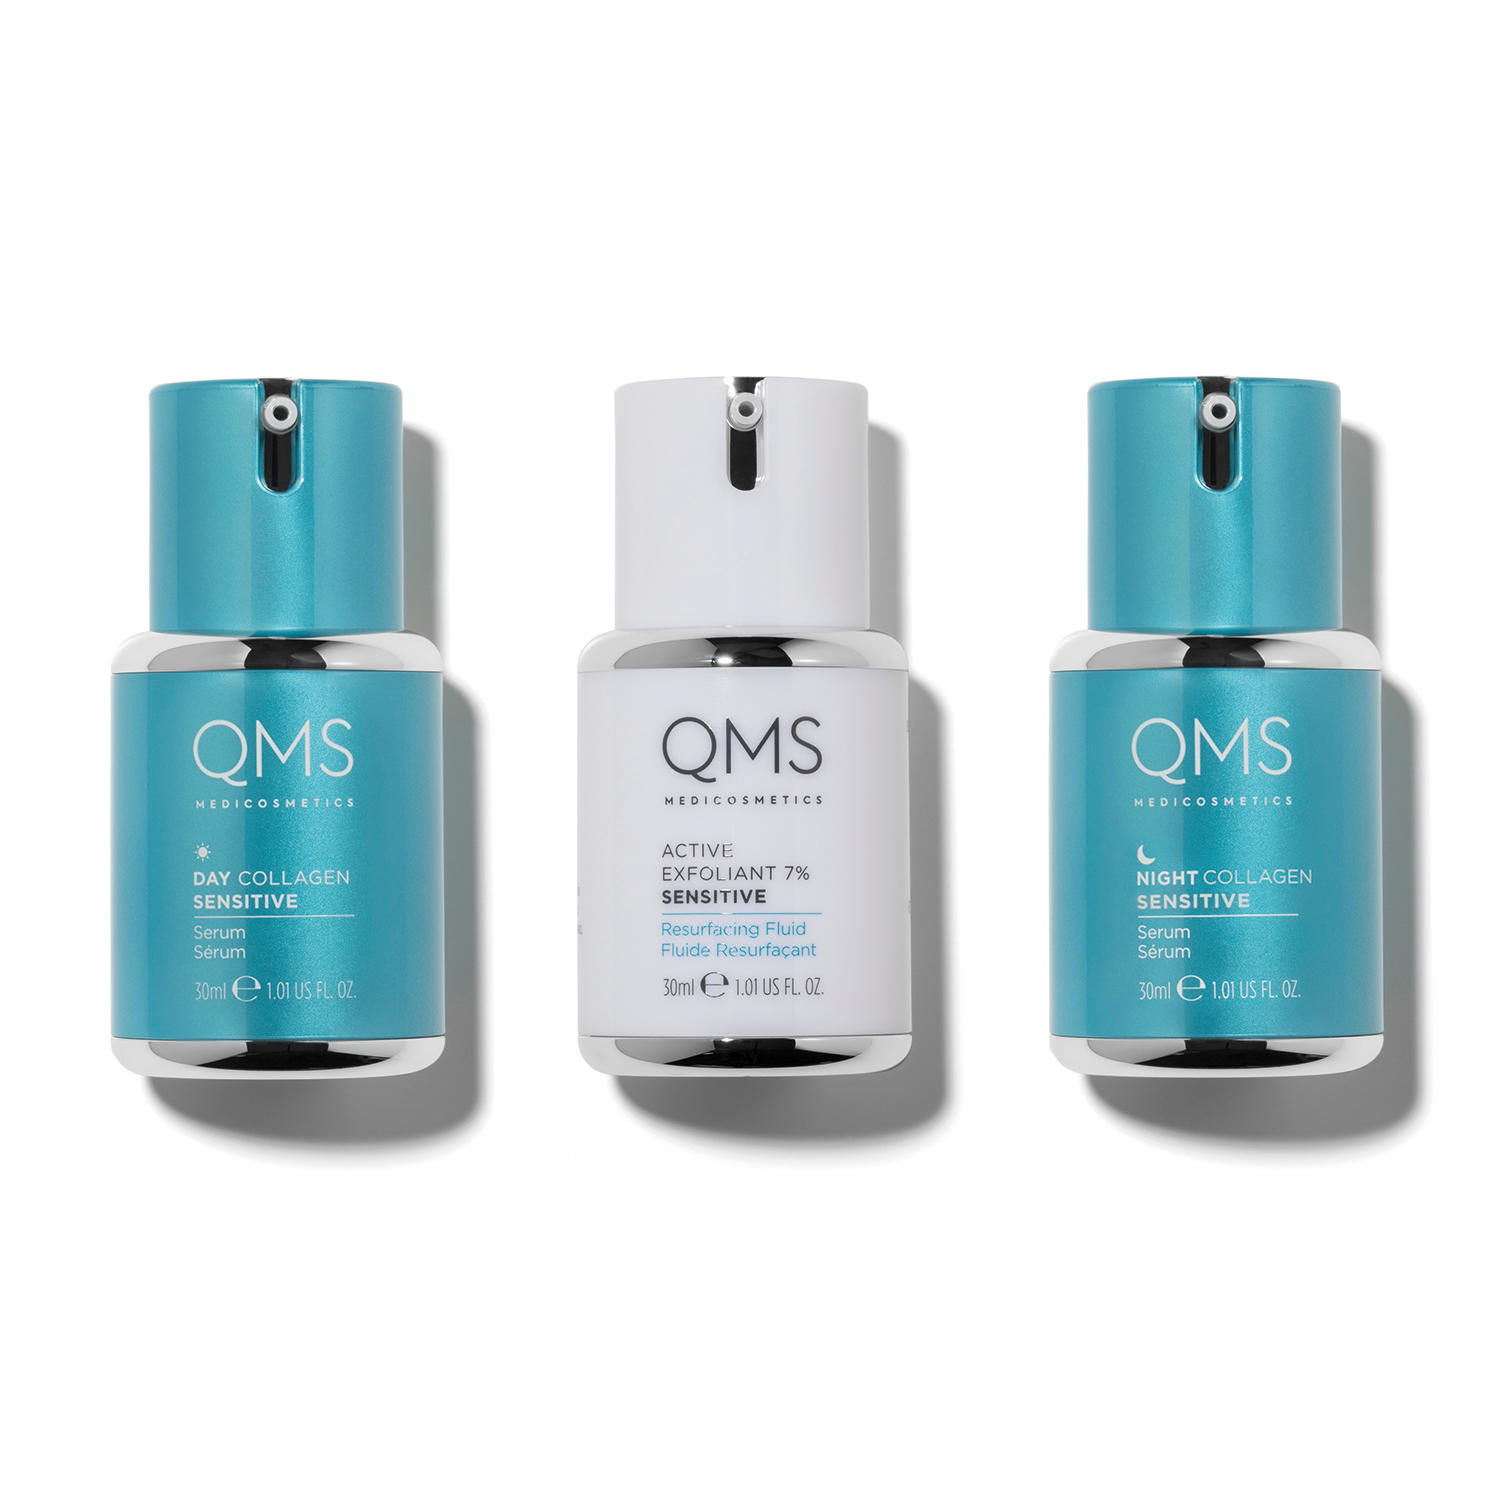 QMS
MEDICOSMETICS
DAY COLLAGEN
SENSITIVE
Serum
Sérum
30ml ℮ 1.01 US FL. OZ.
QMS
MEDICOSMETICS
ACTIVE
EXFOLIANT 7%
SENSITIVE
Resurfacing Fluid
Fluide Resurfaçant
30ml ℮ 1.01 US FL. OZ.
QMS
MEDICOSMETICS
NIGHT COLLAGEN
SENSITIVE
Serum
Sérum
30ml ℮ 1.01 US FL. OZ.